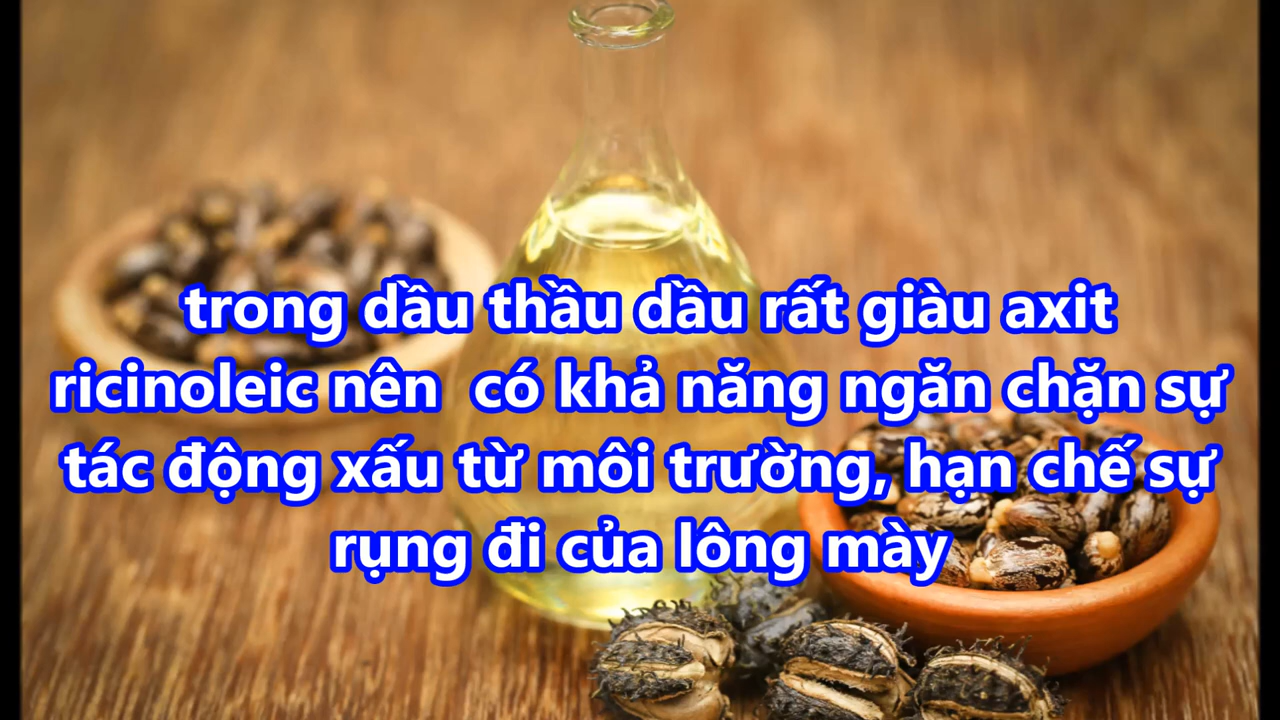 trong dầu thầu dầu rất giàu axit
ricinoleic nên  có khả năng ngăn chặn sự
tác động xấu từ môi trường, hạn chế sự
rụng đi của lông mày